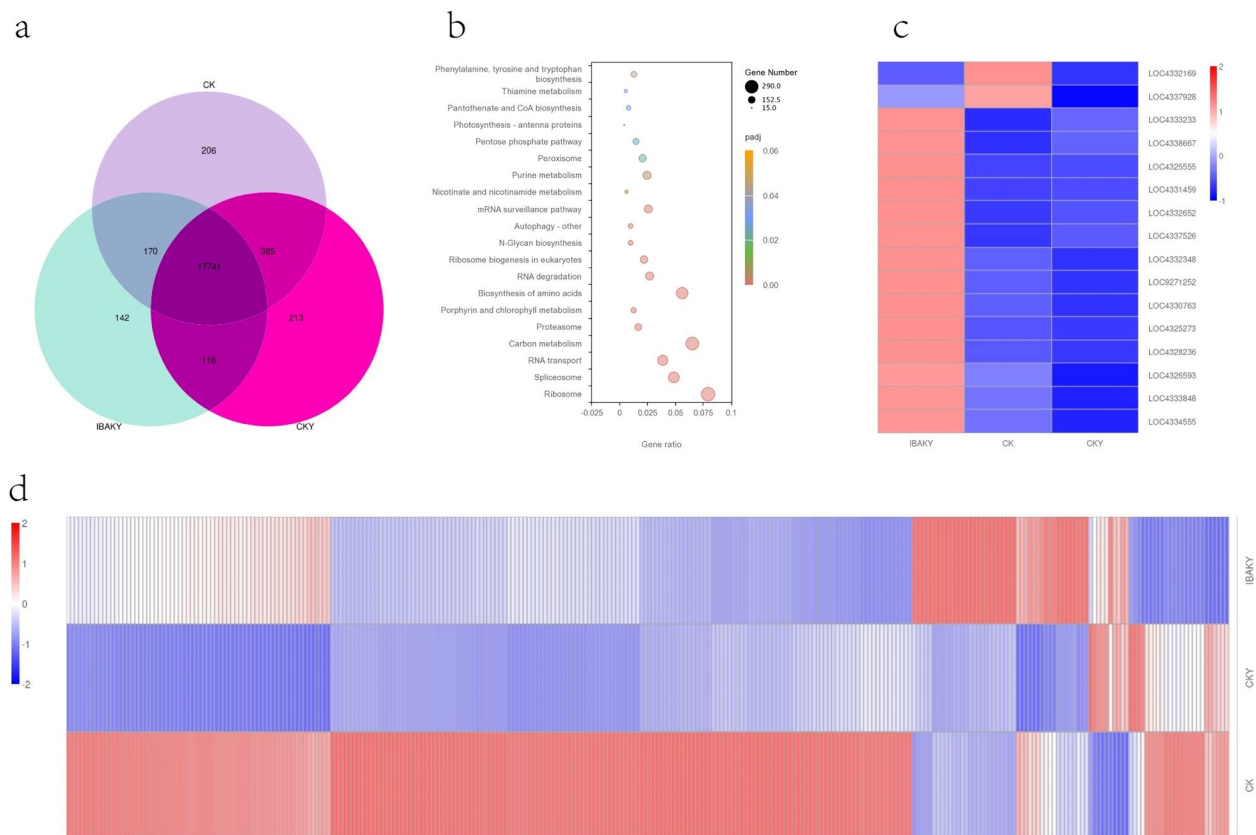 a
CK
206
170
385
17741
142
213
116
IBAKY
CKY
b
Phenylalanine, tyrosine and tryptophan
biosynthesis
Thiamine metabolism
Pantothenate and CoA biosynthesis
Photosynthesis - antenna proteins
Pentose phosphate pathway
Peroxisome
Purine metabolism
Nicotinate and nicotinamide metabolism
mRNA surveillance pathway
Autophagy - other
N-Glycan biosynthesis
Ribosome biogenesis in eukaryotes
RNA degradation
Biosynthesis of amino acids
Porphyrin and chlorophyll metabolism
Proteasome
Carbon metabolism
RNA transport
Spliceosome
Ribosome
-0.025 0 0.025 0.05 0.075 0.1
Gene ratio
Gene Number
290.0
152.5
15.0
padj
0.06
0.04
0.02
0.00
c
LOC4332169
LOC4337928
LOC4333233
LOC4338667
LOC4325555
LOC4331459
LOC4332652
LOC4337526
LOC4332348
LOC9271252
LOC4330763
LOC4325273
LOC4328236
LOC4326593
LOC4333848
LOC4334555
IBAKY CK CKY
2
1
0
-1
d
2
1
0
-1
-2
IBAKY
CKY
CK